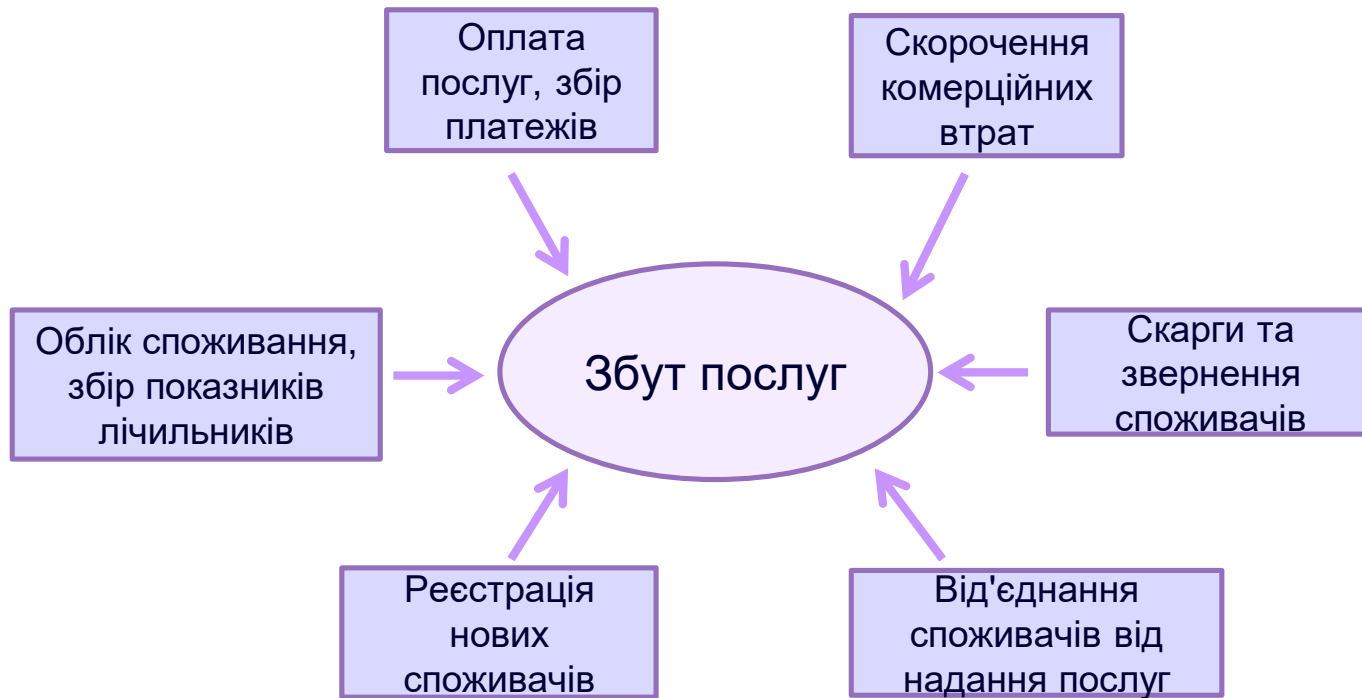 Оплата
послуг, збір
платежів
Скорочення
комерційних
втрат
Облік споживання,
збір показників
лічильників
Збут послуг
Скарги та
звернення
споживачів
Реєстрація
нових
споживачів
Від'єднання
споживачів від
надання послуг